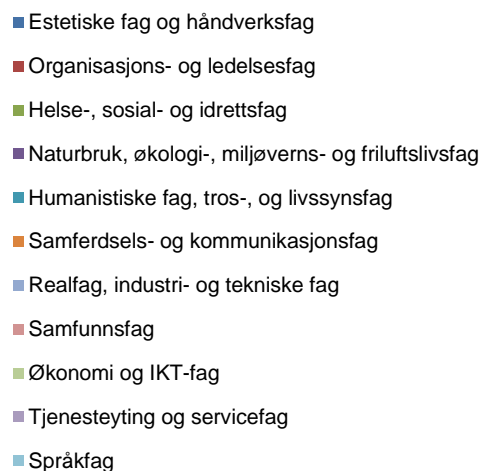 Estetiske fag og håndverksfag
Organisasjons- og ledelsesfag
Helse-, sosial- og idrettsfag
Naturbruk, økologi-, miljøverns- og friluftslivsfag
Humanistiske fag, tros-, og livssynsfag
Samferdsels- og kommunikasjonsfag
Realfag, industri- og tekniske fag
Samfunnsfag
Økonomi og IKT-fag
Tjenesteyting og servicefag
Språkfag